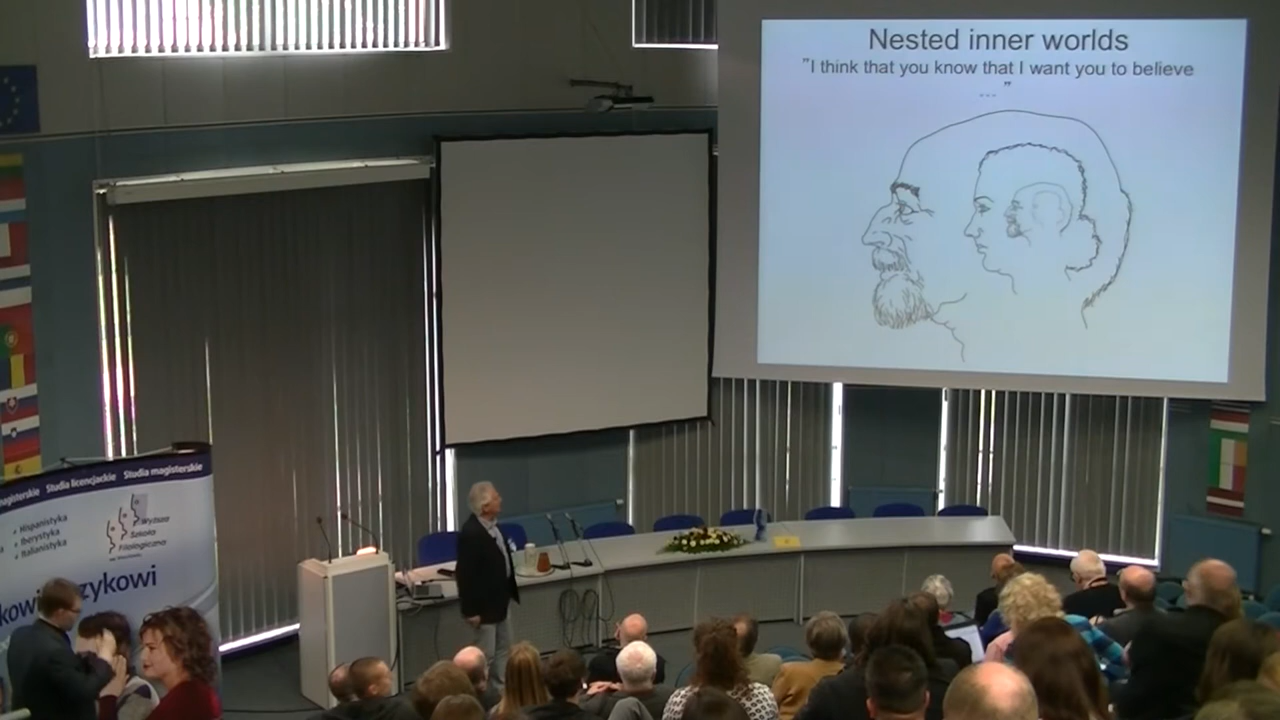 Nested inner worlds
"I think that you know that I want you to believe
... "
magisterskie Studia licencjackie Studia magisterskie
• Hispanistyka
• Iberystyka
• Italianistyka
Wyższa
Szkoła
Filologiczna